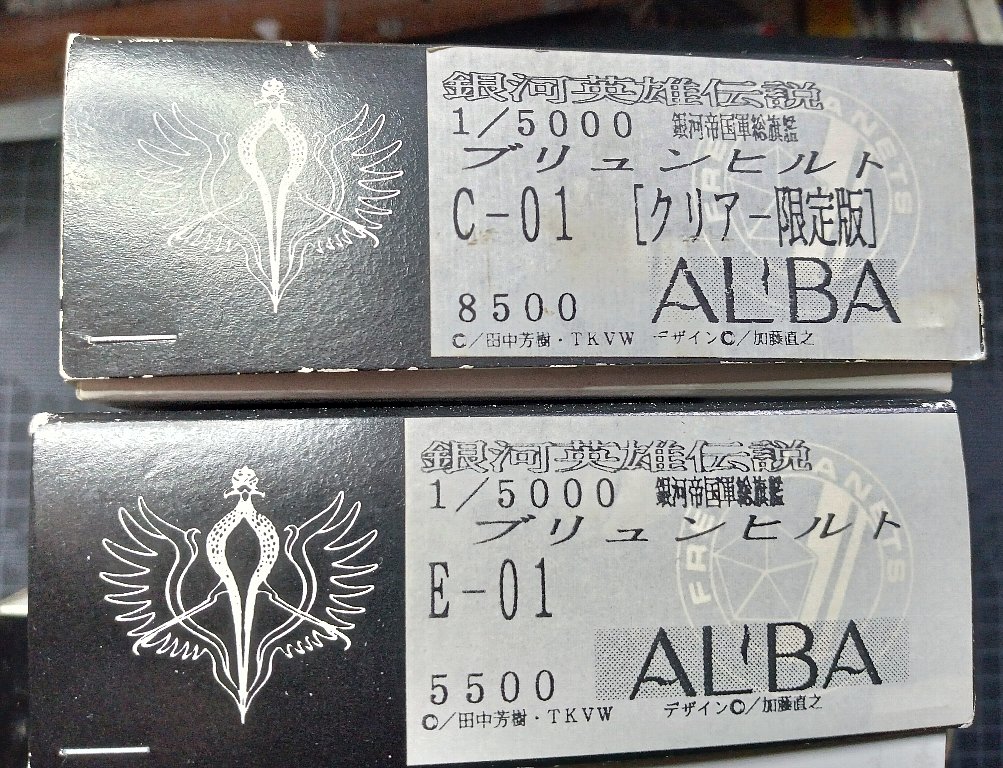 銀河英雄伝説
1/5000 銀河帝国軍総旗艦
ブリュンヒルト
C-01 [クリアー限定版]
ALBA
8500
©/田中芳樹・TKVW デザイン©/加藤直之
銀河英雄伝説
1/5000 銀河帝国軍総旗艦
ブリュンヒルト
E-01
ALBA
5500
©/田中芳樹・TKVW デザイン©/加藤直之
FRE ANETS